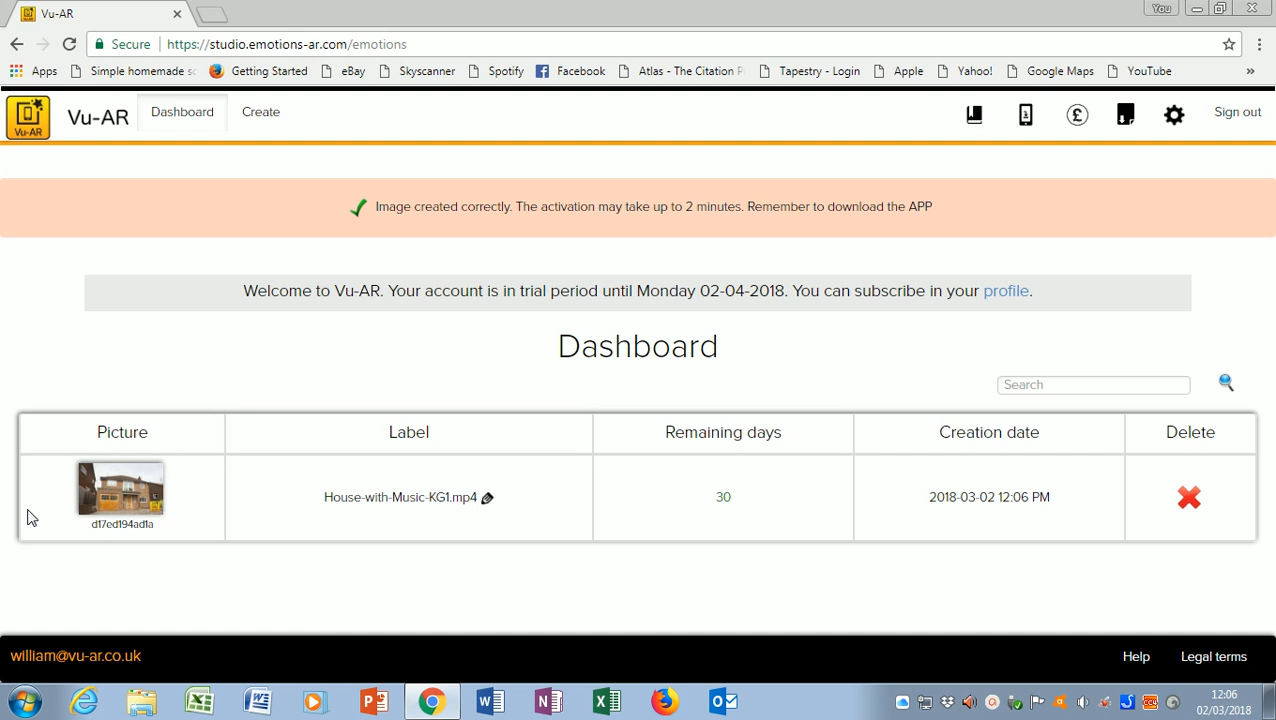 Vu-AR
You
Secure https://studio.emotions-ar.com/emotions
Apps Simple homemade s Getting Started eBay Skyscanner Spotify Facebook Atlas - The Citation P Tapestry - Login Apple Yahoo! Google Maps YouTube »
Vu-AR Vu-AR Dashboard Create £ Sign out
Image created correctly. The activation may take up to 2 minutes. Remember to download the APP
Welcome to Vu-AR. Your account is in trial period until Monday 02-04-2018. You can subscribe in your profile.
Dashboard
Search
Picture Label Remaining days Creation date Delete
House-with-Music-KG1.mp4 30 2018-03-02 12:06 PM
d17ed194ad1a
william@vu-ar.co.uk Help Legal terms
12:06
02/03/2018